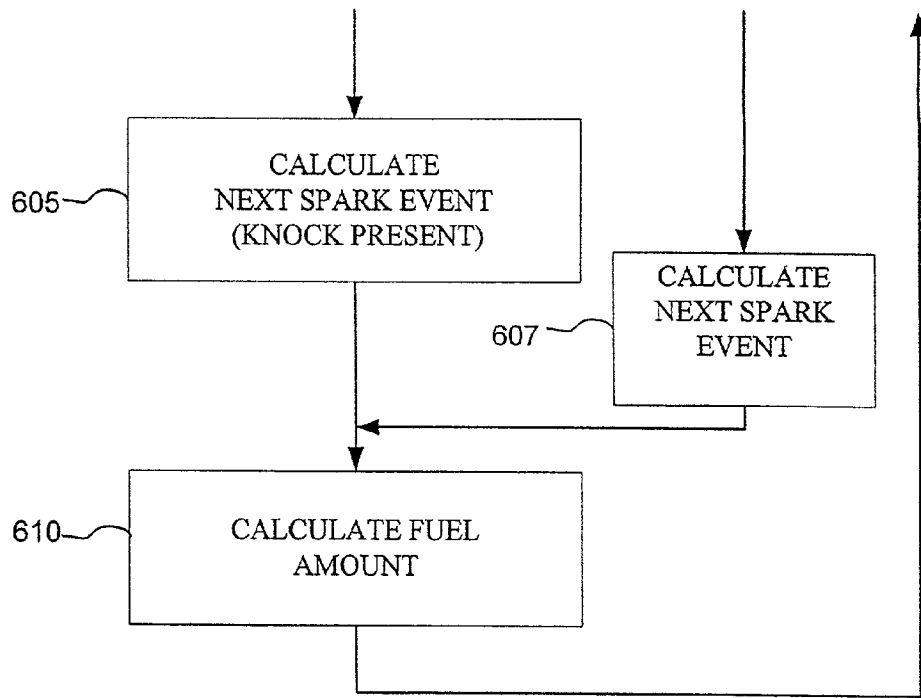 605
CALCULATE
NEXT SPARK EVENT
(KNOCK PRESENT)
607
CALCULATE
NEXT SPARK
EVENT
610
CALCULATE FUEL
AMOUNT